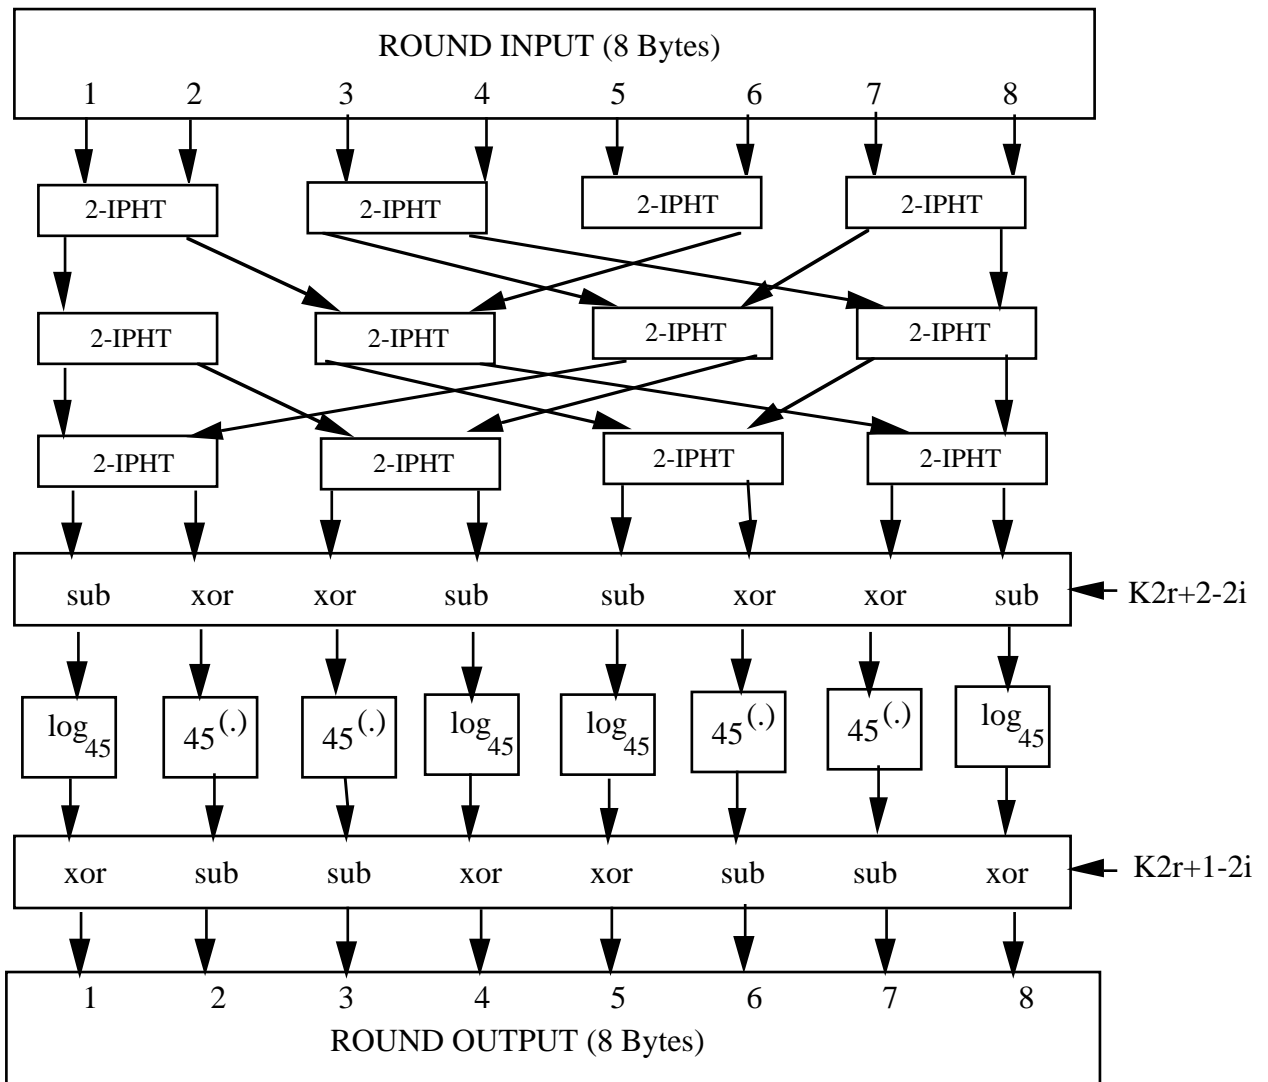 ROUND INPUT (8 Bytes)
1 2 3 4 5 6 7 8
2-IPHT 2-IPHT 2-IPHT 2-IPHT
2-IPHT 2-IPHT 2-IPHT 2-IPHT
2-IPHT 2-IPHT 2-IPHT 2-IPHT
sub xor xor sub sub xor xor sub K2r+2-2i
log45 45(.) 45(.) log45 log45 45(.) 45(.) log45
xor sub sub xor xor sub sub xor K2r+1-2i
1 2 3 4 5 6 7 8
ROUND OUTPUT (8 Bytes)